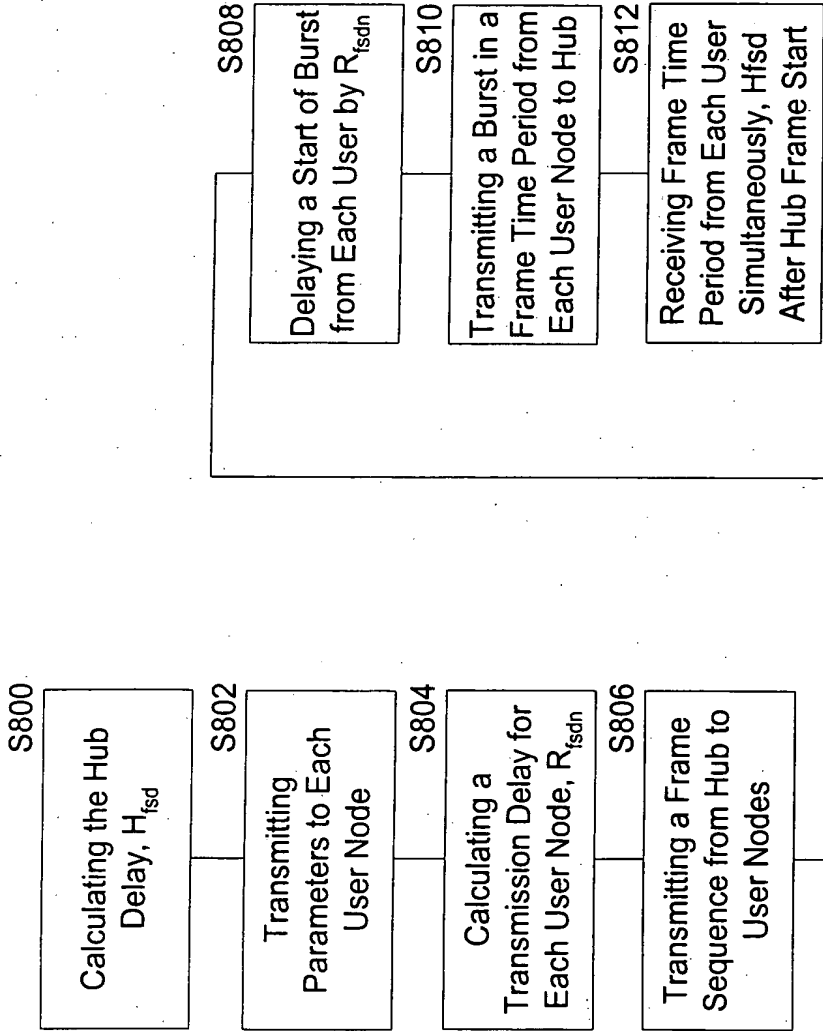 S800
Calculating the Hub
Delay, Hfsd
S802
Transmitting
Parameters to Each
User Node
S804
Calculating a
Transmission Delay for
Each User Node, Rfsdn
S806
Transmitting a Frame
Sequence from Hub to
User Nodes
S808
Delaying a Start of Burst
from Each User by Rfsdn
S810
Transmitting a Burst in a
Frame Time Period from
Each User Node to Hub
S812
Receiving Frame Time
Period from Each User
Simultaneously, Hfsd
After Hub Frame Start